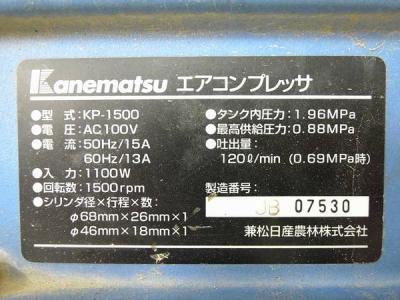 Kanematsu エアコンプレッサ
●型式:KP-1500
●電圧:AC100V
●電流:50Hz/15A
60Hz/13A
●入力:1100W
●回転数:1500rpm
●シリンダ径×行程×数:
φ68mm×26mm×1
φ46mm×18mm×1
●タンク内圧力:1.96MPa
●最高供給圧力:0.88MPa
●吐出量:
120ℓ/min (0.69MPa時)
製造番号:
JB 07530
兼松日産農林株式会社